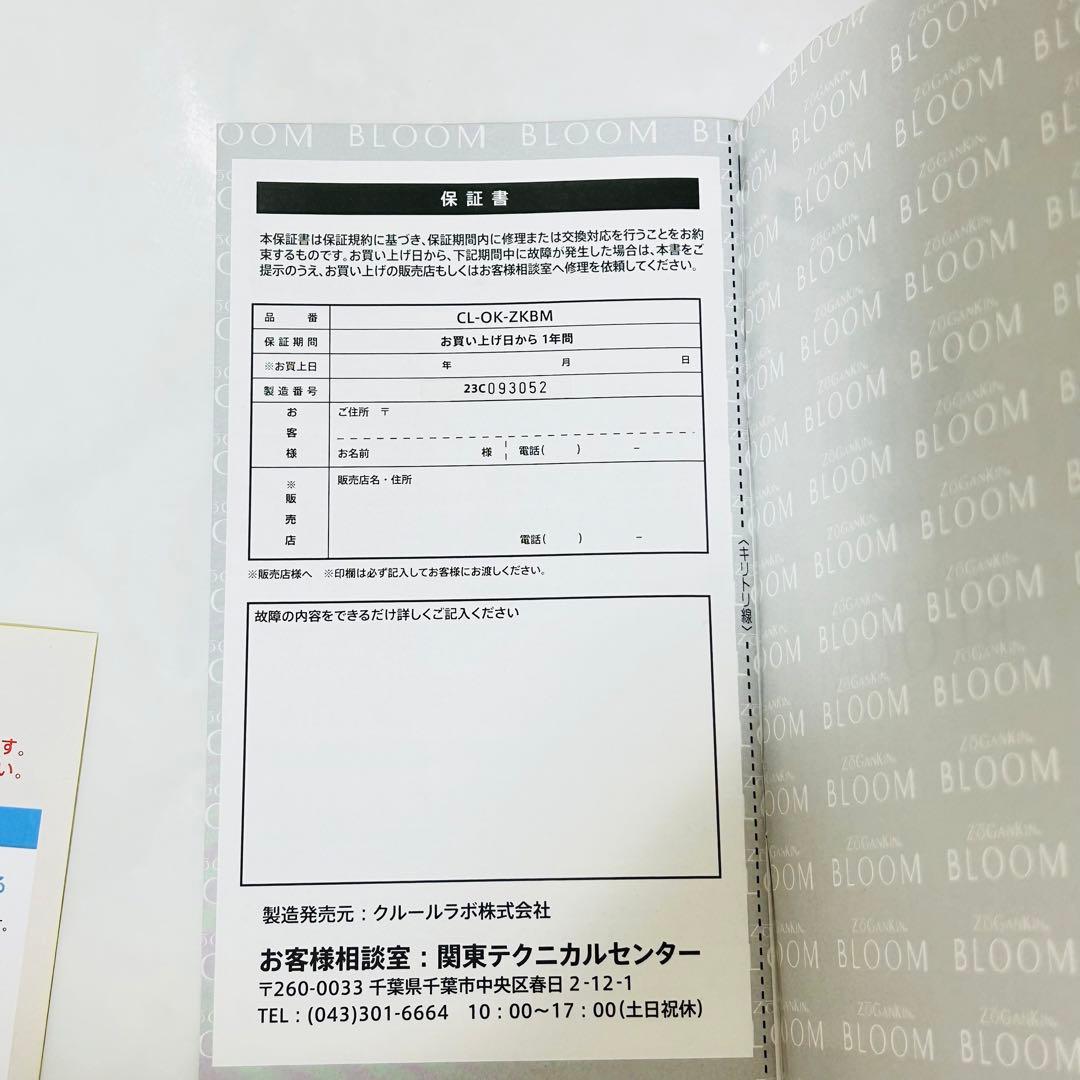 OOM BLOOM BLOOM BL
保証書
本保証書は保証規約に基づき、保証期間内に修理または交換対応を行うことをお約
束するものです。お買い上げ日から、下記期間中に故障が発生した場合は、本書をご
提示のうえ、お買い上げの販売店もしくはお客様相談室へ修理を依頼してください。
品番 CL-OK-ZKBM
保証期間 お買い上げ日から 1年間
※お買上日 年 月 日
製造番号 23C093052
お客様 ご住所 〒
お名前 様 電話( ) −
※販売店 販売店名・住所
電話( ) −
※販売店様へ ※印欄は必ず記入してお客様にお渡しください。
故障の内容をできるだけ詳しくご記入ください
製造発売元：クルールラボ株式会社
お客様相談室：関東テクニカルセンター
〒260-0033 千葉県千葉市中央区春日 2-12-1
TEL：(043)301-6664 10：00〜17：00(土日祝休)
〈キリトリ線〉
ZŌGANKIN
BLOOM
す。
い。
る
す。